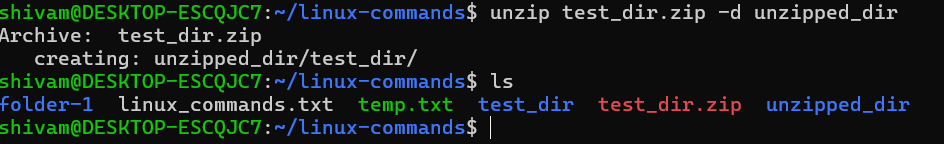 shivam@DESKTOP-ESCQJC7:~/linux-commands$ unzip test_dir.zip -d unzipped_dir
Archive:  test_dir.zip
   creating: unzipped_dir/test_dir/
shivam@DESKTOP-ESCQJC7:~/linux-commands$ ls
folder-1  linux_commands.txt  temp.txt  test_dir  test_dir.zip  unzipped_dir
shivam@DESKTOP-ESCQJC7:~/linux-commands$